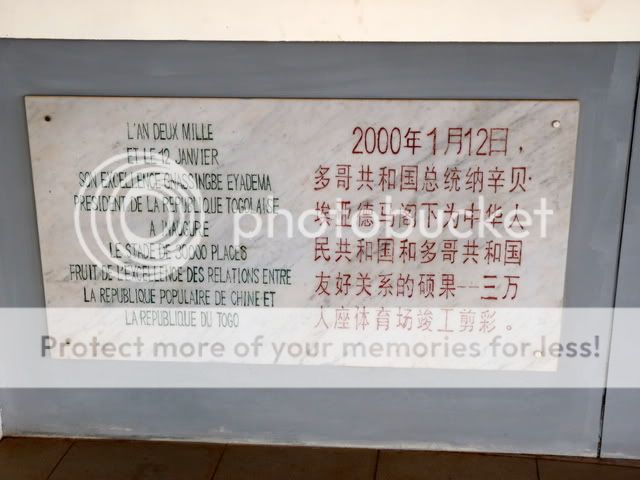 L'AN DEUX MILLE
ET LE 12 JANVIER
SON EXCELLENCE GNASSINGBE EYADEMA
PRESIDENT DE LA REPUBLIQUE TOGOLAISE
A INAUGURE
LE STADE DE 30000 PLACES
FRUIT DE L'EXCELLENCE DES RELATIONS ENTRE
LA REPUBLIQUE POPULAIRE DE CHINE ET
LA REPUBLIQUE DU TOGO
2000年1月12日，
多哥共和国总统纳辛贝·
埃亚德马阁下为中华人
民共和国和多哥共和国
友好关系的硕果--三万
人座体育场竣工剪彩。
photobucket
Protect more of your memories for less!